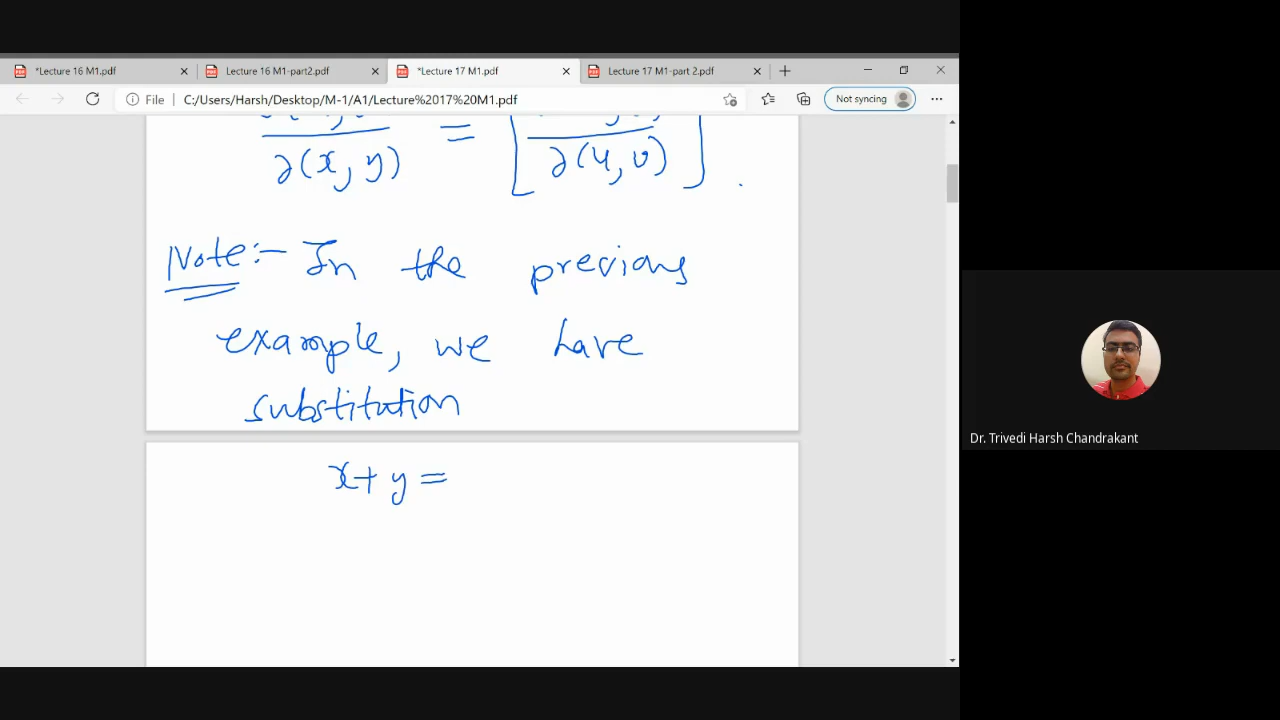 *Lecture 16 M1.pdf
Lecture 16 M1-part2.pdf
*Lecture 17 M1.pdf
Lecture 17 M1-part 2.pdf
File
C:/Users/Harsh/Desktop/M-1/A1/Lecture%2017%20M1.pdf
Not syncing
∂(x, y) = [ ∂(u, v) ] .
Note:- In the previous
example, we have
substitution
x + y =
Dr. Trivedi Harsh Chandrakant